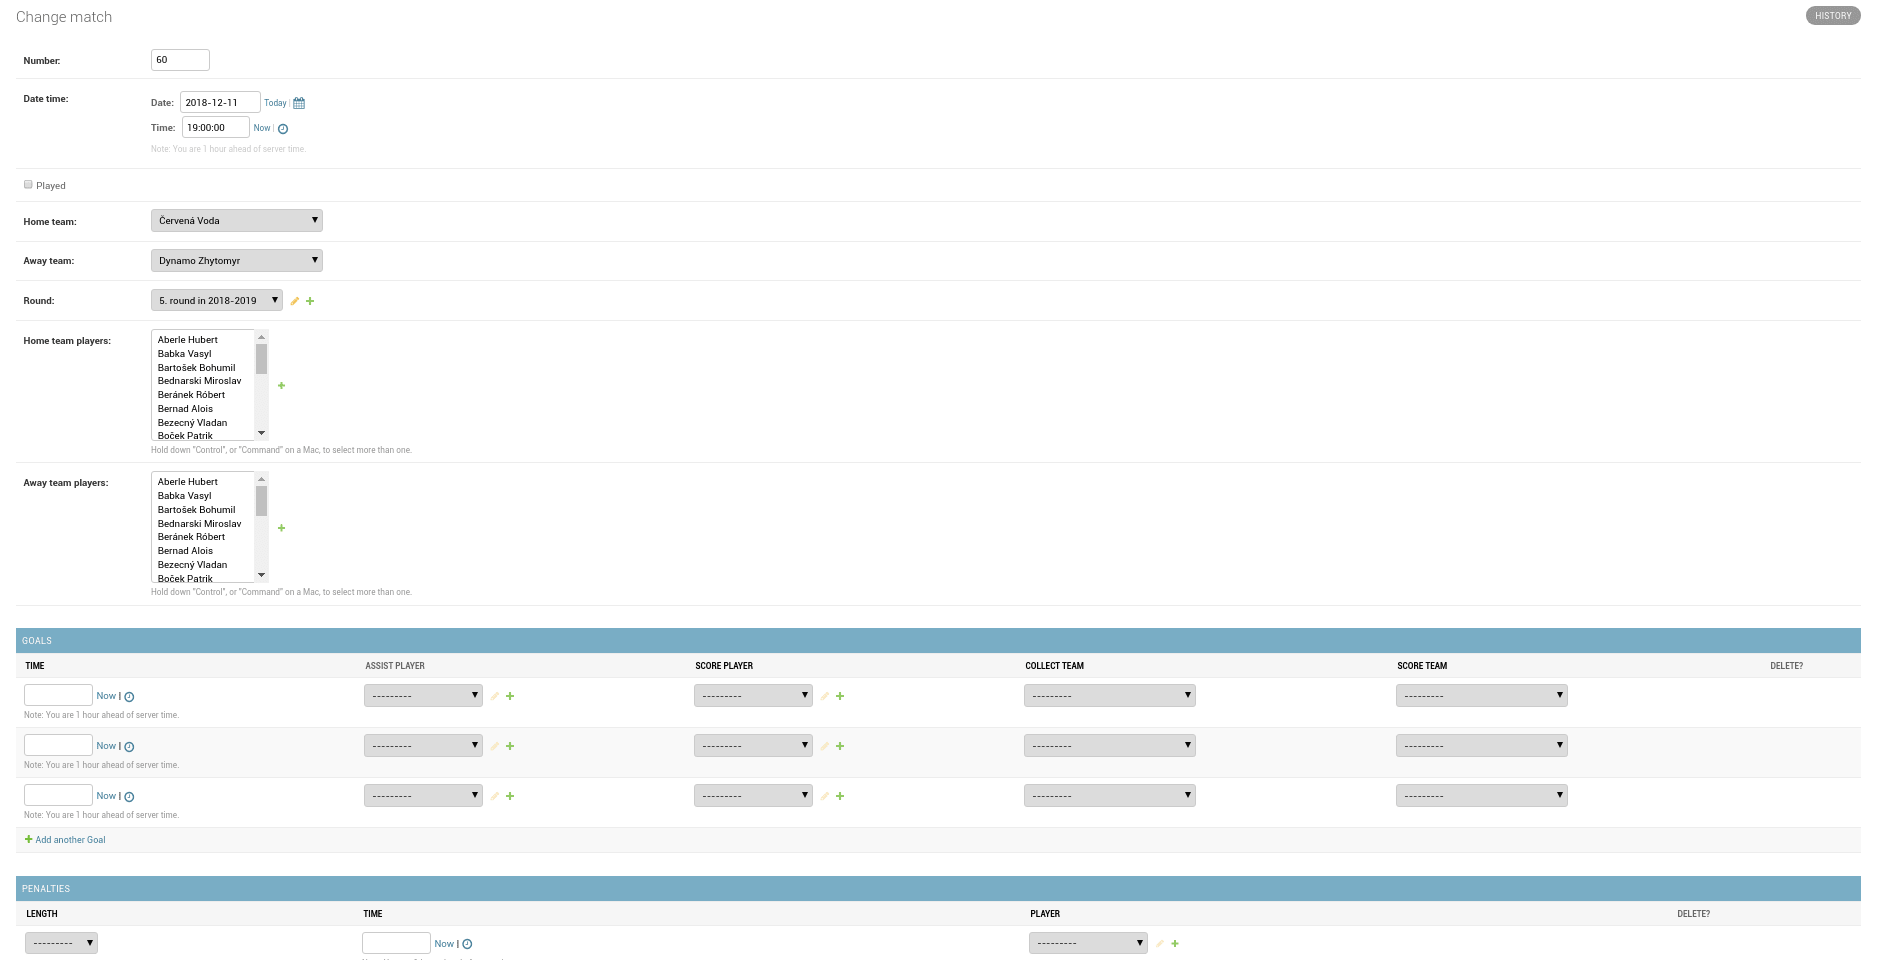 Change match
HISTORY
Number: 60
Date time: Date: 2018-12-11 Today |
Time: 19:00:00 Now |
Note: You are 1 hour ahead of server time.
Played
Home team: Červená Voda
Away team: Dynamo Zhytomyr
Round: 5. round in 2018-2019
Home team players:
Aberle Hubert
Babka Vasyl
Bartošek Bohumil
Bednarski Miroslav
Beránek Róbert
Bernad Alois
Bezecný Vladan
Boček Patrik
Hold down "Control", or "Command" on a Mac, to select more than one.
Away team players:
Aberle Hubert
Babka Vasyl
Bartošek Bohumil
Bednarski Miroslav
Beránek Róbert
Bernad Alois
Bezecný Vladan
Boček Patrik
Hold down "Control", or "Command" on a Mac, to select more than one.
GOALS
TIME ASSIST PLAYER SCORE PLAYER COLLECT TEAM SCORE TEAM DELETE?
Now | --------- --------- --------- ---------
Note: You are 1 hour ahead of server time.
Now | --------- --------- --------- ---------
Note: You are 1 hour ahead of server time.
Now | --------- --------- --------- ---------
Note: You are 1 hour ahead of server time.
Add another Goal
PENALTIES
LENGTH TIME PLAYER DELETE?
--------- Now | ---------